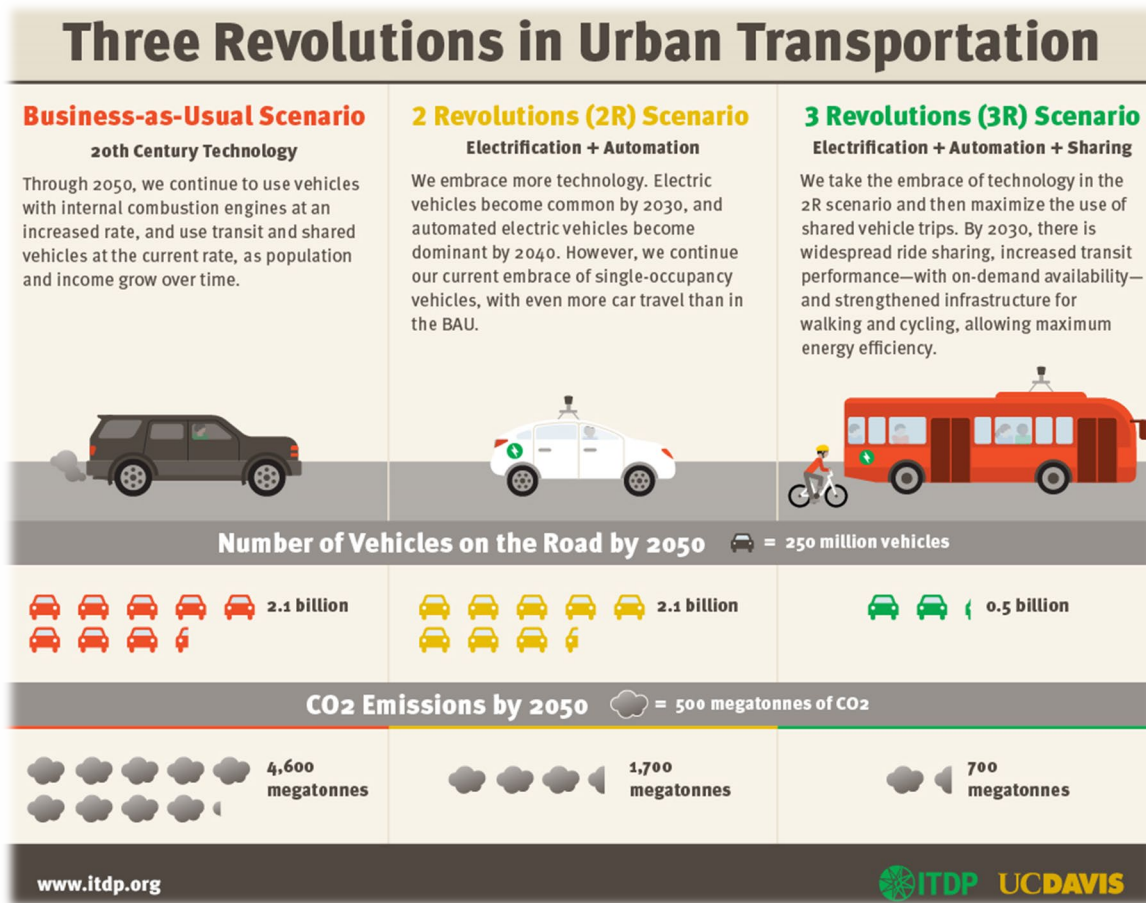 Three Revolutions in Urban Transportation
Business-as-Usual Scenario
20th Century Technology
Through 2050, we continue to use vehicles
with internal combustion engines at an
increased rate, and use transit and shared
vehicles at the current rate, as population
and income grow over time.
2 Revolutions (2R) Scenario
Electrification + Automation
We embrace more technology. Electric
vehicles become common by 2030, and
automated electric vehicles become
dominant by 2040. However, we continue
our current embrace of single-occupancy
vehicles, with even more car travel than in
the BAU.
3 Revolutions (3R) Scenario
Electrification + Automation + Sharing
We take the embrace of technology in the
2R scenario and then maximize the use of
shared vehicle trips. By 2030, there is
widespread ride sharing, increased transit
performance—with on-demand availability—
and strengthened infrastructure for
walking and cycling, allowing maximum
energy efficiency.
Number of Vehicles on the Road by 2050 = 250 million vehicles
2.1 billion
2.1 billion
0.5 billion
CO2 Emissions by 2050 = 500 megatonnes of CO2
4,600
megatonnes
1,700
megatonnes
700
megatonnes
www.itdp.org
ITDP
UCDAVIS